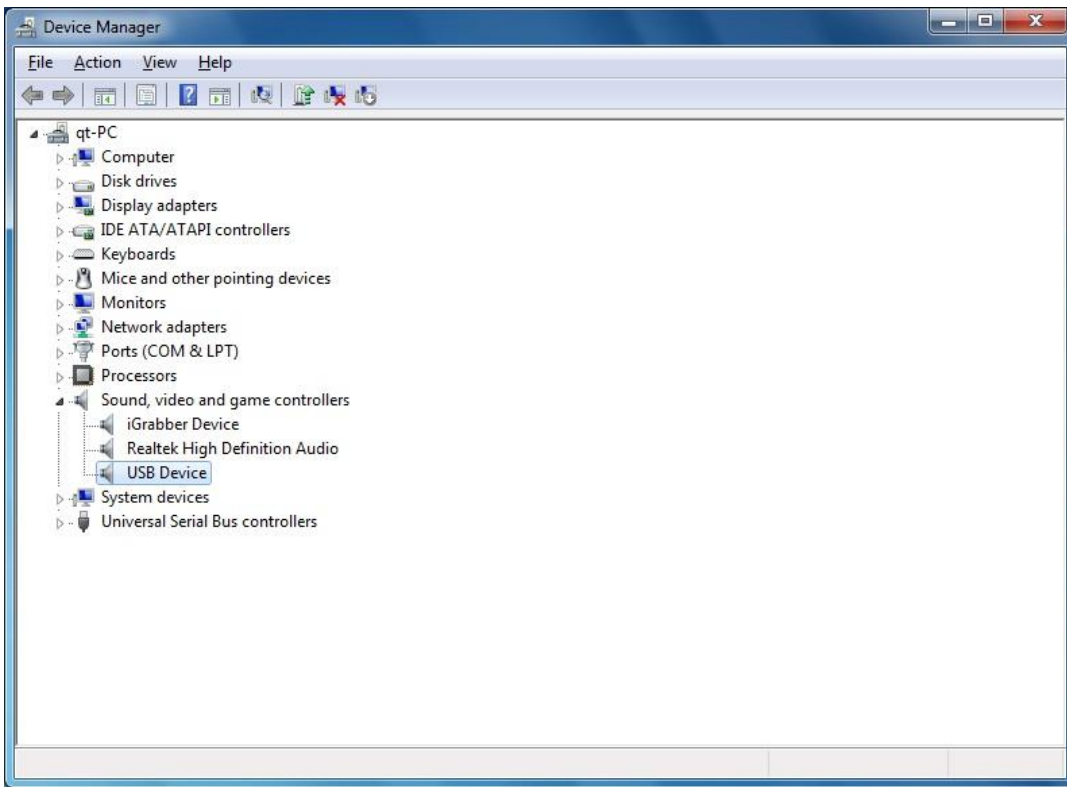 Device Manager
File Action View Help
qt-PC
Computer
Disk drives
Display adapters
IDE ATA/ATAPI controllers
Keyboards
Mice and other pointing devices
Monitors
Network adapters
Ports (COM & LPT)
Processors
Sound, video and game controllers
iGrabber Device
Realtek High Definition Audio
USB Device
System devices
Universal Serial Bus controllers